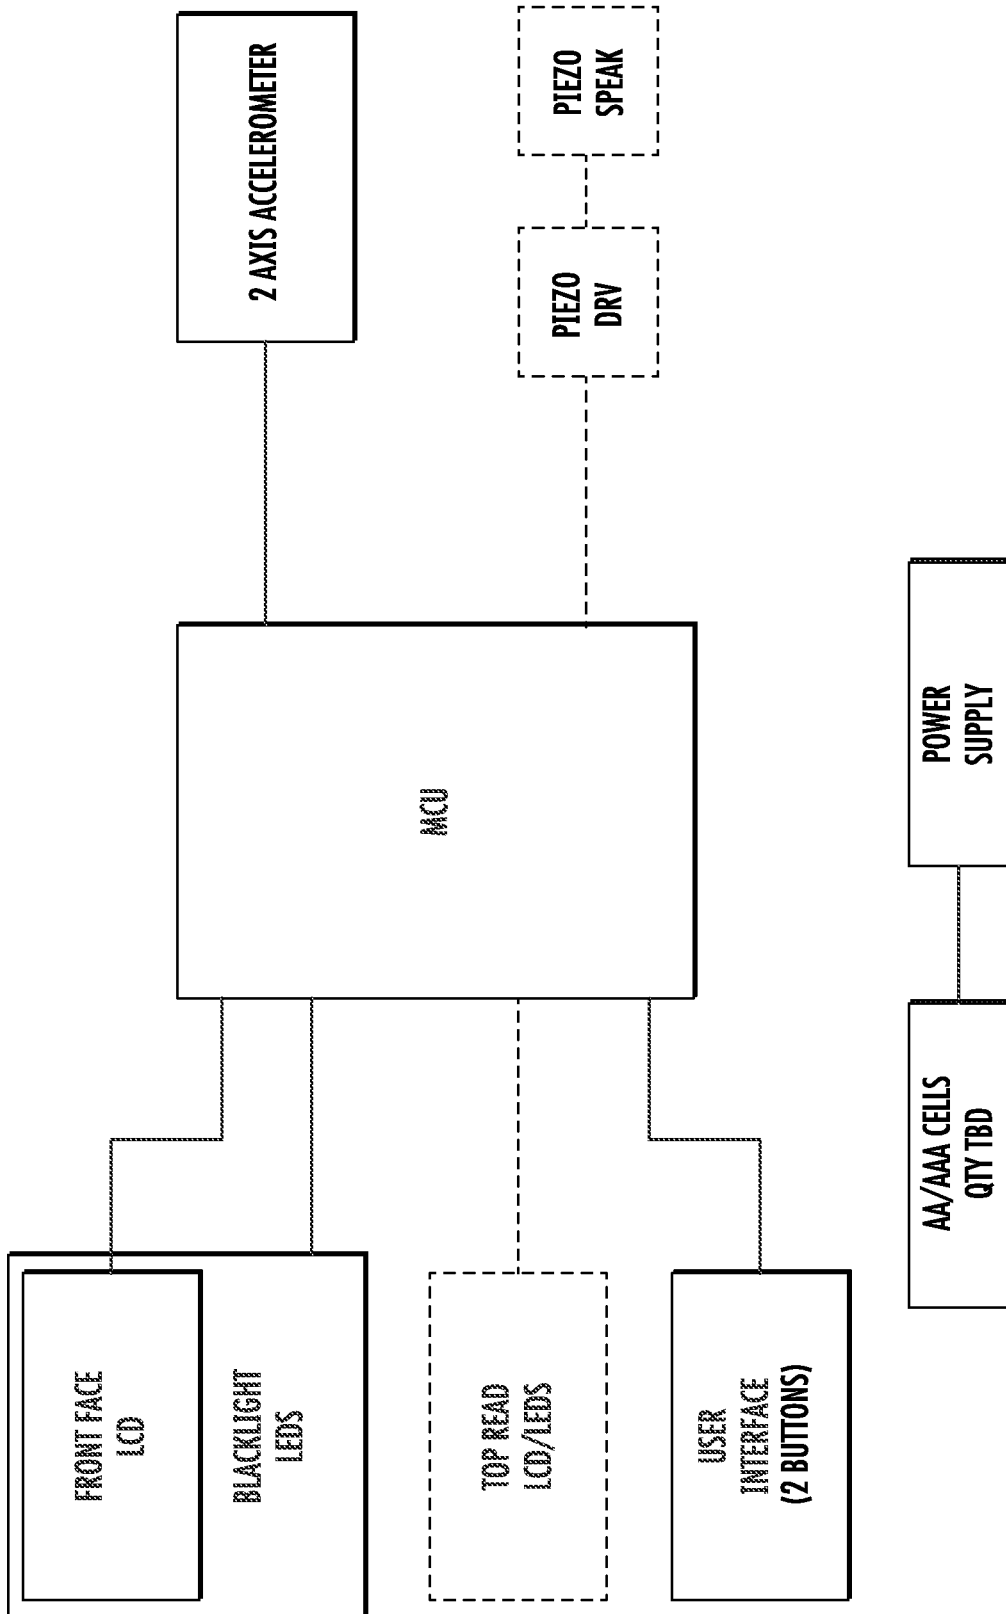 FRONT FACE
LCD
BLACKLIGHT
LEDS
TOP READ
LCD/LEDS
USER
INTERFACE
(2 BUTTONS)
MCU
2 AXIS ACCELEROMETER
PIEZO
DRV
PIEZO
SPEAK
AA/AAA CELLS
QTY TBD
POWER
SUPPLY